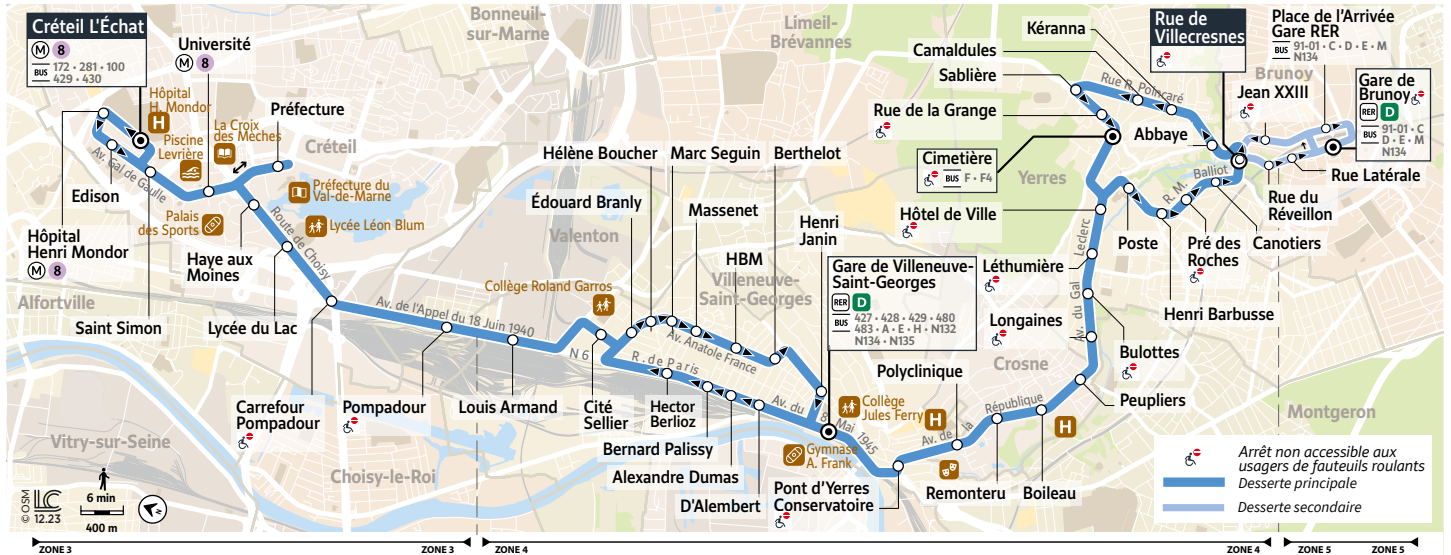 Créteil L'Échat
M 8
BUS 172 • 281 • 100
429 • 430
Université
M 8
Bonneuil-
sur-Marne
Limeil-
Brévannes
Kéranna
Camaldules
Sablière
Rue de la Grange
Rue de
Villecresnes
Place de l'Arrivée
Gare RER
BUS 91-01 • C • D • E • M
N134
Brunoy
Jean XXIII
Gare de
Brunoy
RER D
BUS 91-01 • C
D • E • M
N134
Hôpital
H. Mondor
H
Préfecture
La Croix
des Mèches
Piscine
Levrière
Créteil
Rue R. Poincaré
Abbaye
Cimetière
BUS F • F4
Yerres
Rue Latérale
Rue du
Réveillon
R. M. Balliot
Edison
Av. Gal de Gaulle
Préfecture du
Val-de-Marne
Palais
des Sports
Lycée Léon Blum
Hélène Boucher
Marc Seguin
Berthelot
Édouard Branly
Massenet
Valenton
Henri
Janin
HBM
Villeneuve-
Saint-Georges
Hôtel de Ville
Poste
Pré des
Roches
Canotiers
Henri Barbusse
Hôpital
Henri Mondor
M 8
Haye aux
Moines
Route de Choisy
Alfortville
Saint Simon
Lycée du Lac
Collège Roland Garros
Gare de Villeneuve-
Saint-Georges
RER D
BUS 427 • 428 • 429 • 480
483 • A • E • H • N132
N134 • N135
Léthumière
Av. du Gal Leclerc
Longaines
Crosne
Bulottes
Peupliers
Av. de l'Appel du 18 Juin 1940
N 6
Av. Anatole France
R. de Paris
Av. du 8 Mai 1945
Polyclinique
Collège
Jules Ferry
H
Av. de la République
H
Carrefour
Pompadour
Pompadour
Louis Armand
Cité
Sellier
Hector
Berlioz
Bernard Palissy
Alexandre Dumas
D'Alembert
Gymnase
A. Frank
Pont d'Yerres
Conservatoire
Remonteru
Boileau
Montgeron
Vitry-sur-Seine
Choisy-le-Roi
Arrêt non accessible aux
usagers de fauteuils roulants
Desserte principale
Desserte secondaire
© OSM
LC
12.23
6 min
400 m
ZONE 3
ZONE 3
ZONE 4
ZONE 4
ZONE 5
ZONE 5